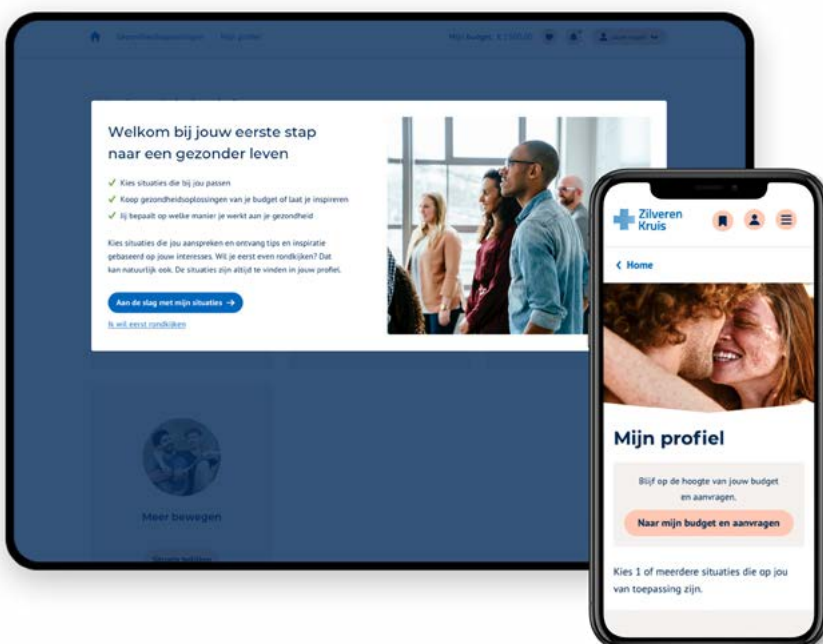 Mijn profiel
Welkom bij jouw eerste stap
naar een gezonder leven
✓ Kies situaties die bij jou passen
✓ Koop gezondheidsoplossingen van je budget of laat je inspireren
✓ Jij bepaalt op welke manier je werkt aan je gezondheid
Kies situaties die jou aanspreken en ontvang tips en inspiratie
gebaseerd op jouw interesses. Wil je eerst even rondkijken? Dat
kan natuurlijk ook. De situaties zijn altijd te vinden in jouw profiel.
Aan de slag met mijn situaties →
Ik wil eerst rondkijken
Meer bewegen
Zilveren
Kruis
< Home
Mijn profiel
Blijf op de hoogte van jouw budget
en aanvragen.
Naar mijn budget en aanvragen
Kies 1 of meerdere situaties die op jou
van toepassing zijn.